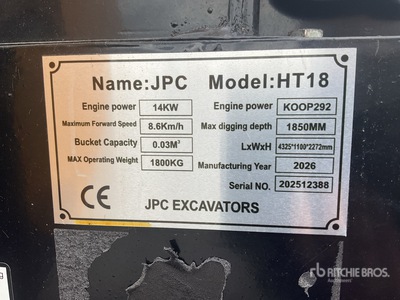 Name:JPC Model:HT18
Engine power 14KW Engine power KOOP292
Maximum Forward Speed 8.6Km/h Max digging depth 1850MM
Bucket Capacity 0.03M³ LxWxH 4325*1100*2272mm
MAX Operating Weight 1800KG Manufacturing Year 2026
Serial NO. 202512388
CE JPC EXCAVATORS
rb RITCHIE BROS.